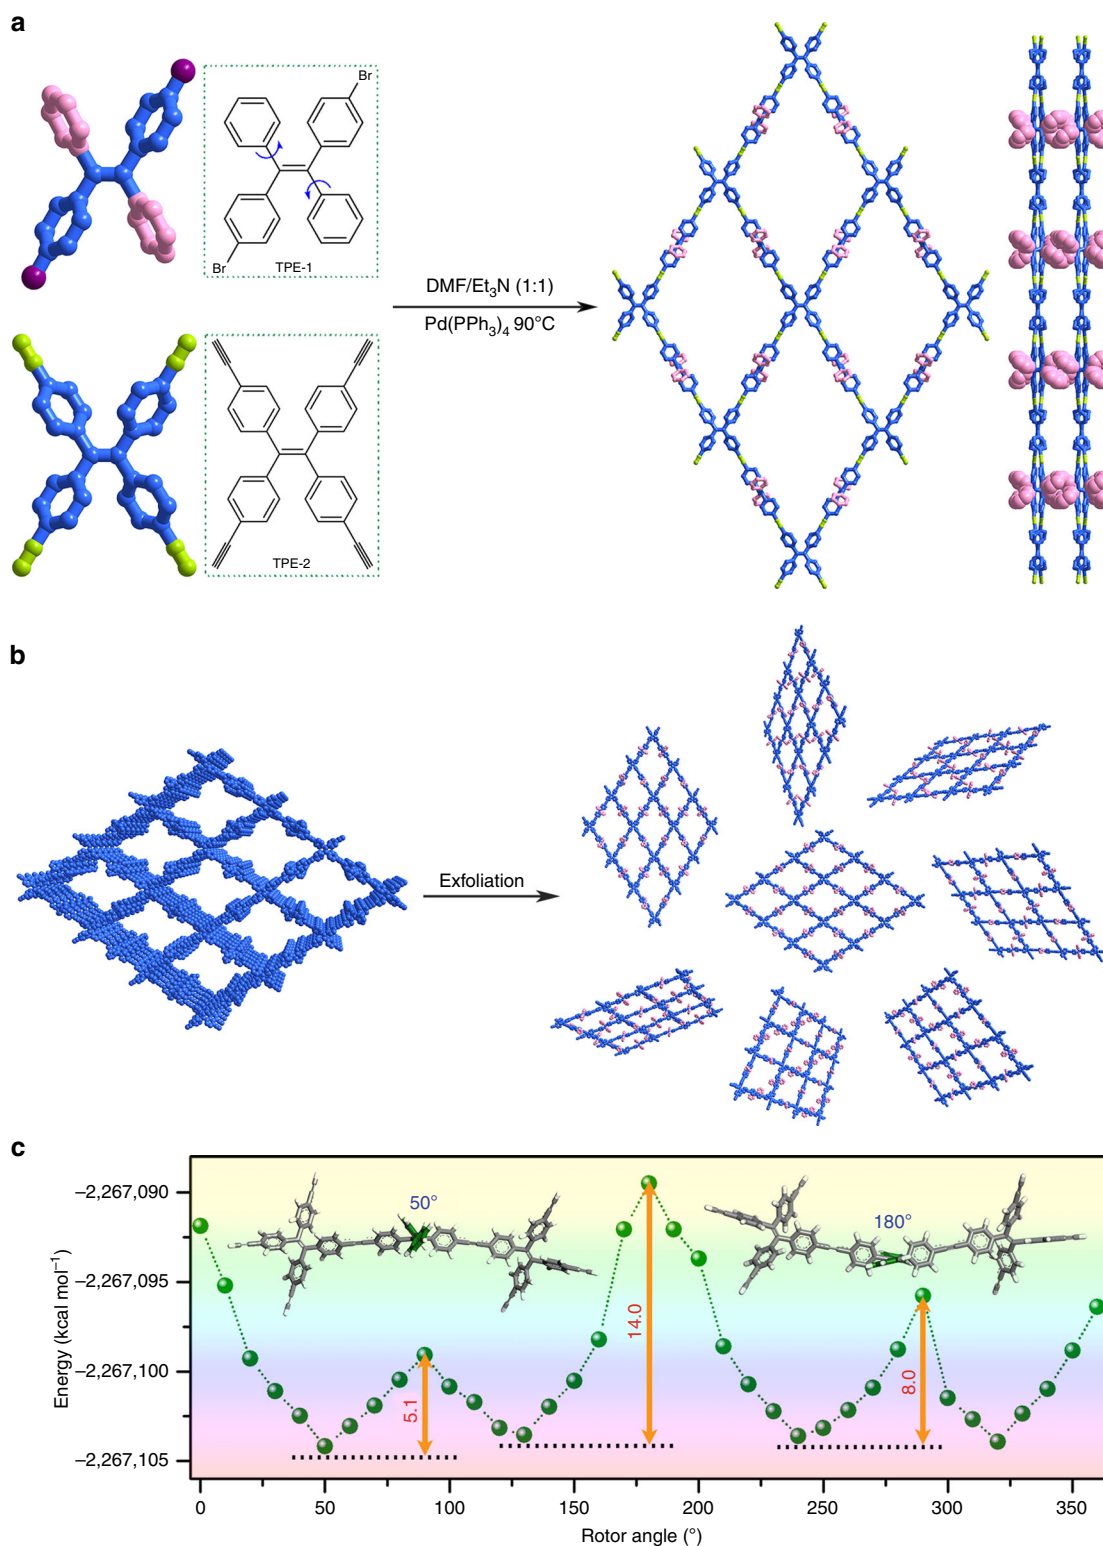 a
Br
Br
TPE-1
DMF/Et₃N (1:1)
Pd(PPh₃)₄ 90°C
TPE-2
b
Exfoliation
c
Energy (kcal mol⁻¹)
−2,267,090
−2,267,095
−2,267,100
−2,267,105
50°
180°
5.1
14.0
8.0
0 50 100 150 200 250 300 350
Rotor angle (°)